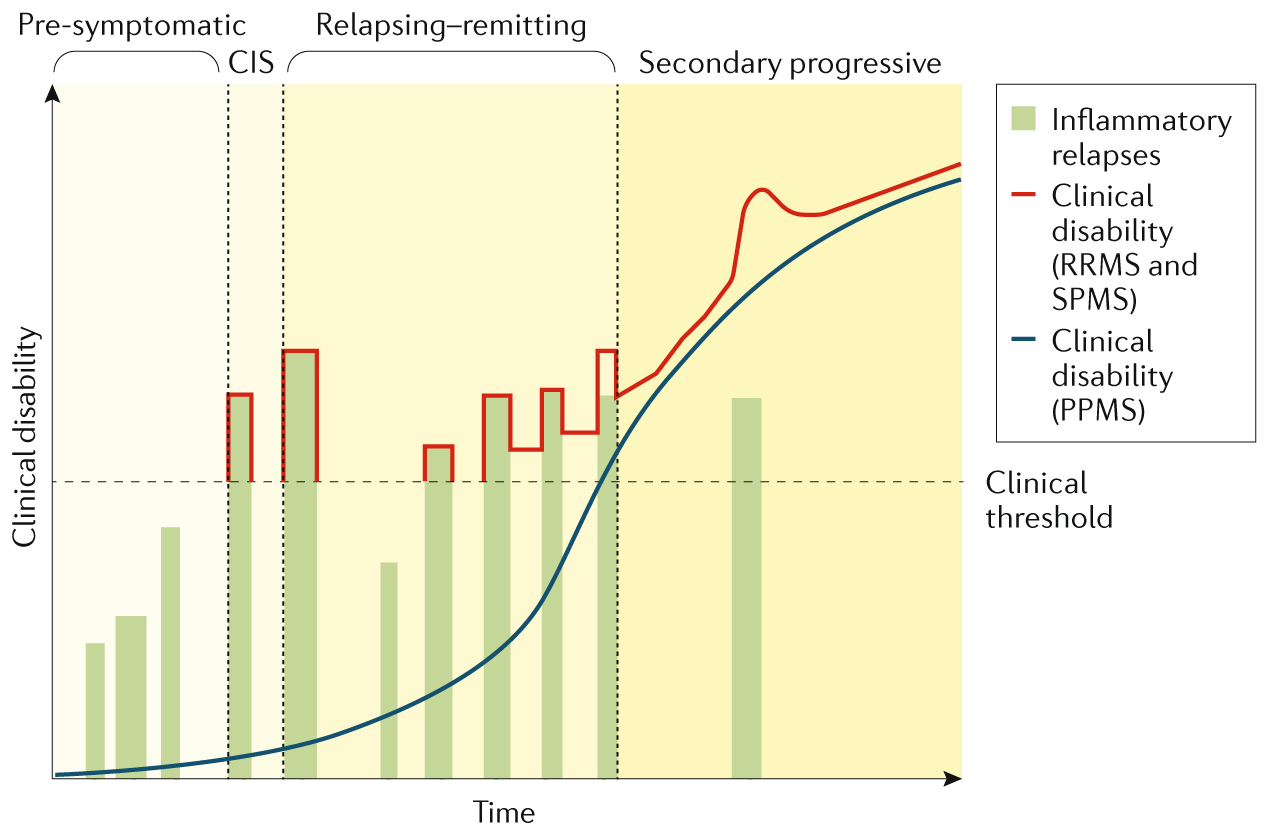 Pre-symptomatic
CIS
Relapsing–remitting
Secondary progressive
Clinical disability
Time
Inflammatory
relapses
Clinical
disability
(RRMS and
SPMS)
Clinical
disability
(PPMS)
Clinical
threshold